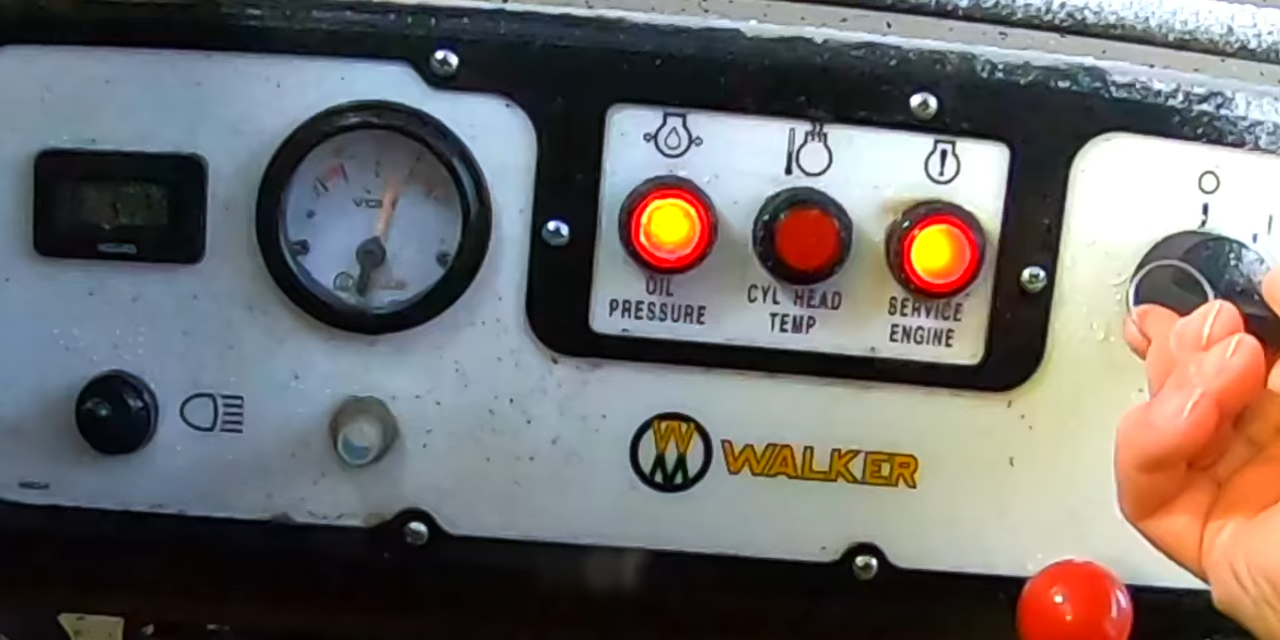 OIL
PRESSURE
CYL HEAD
TEMP
SERVICE
ENGINE
WALKER